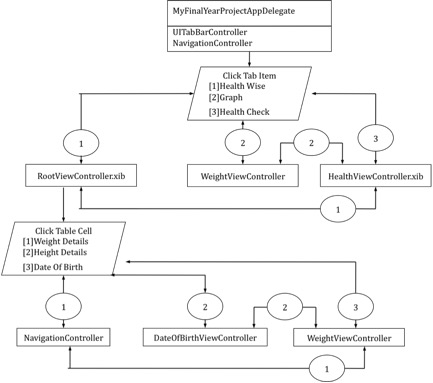 MyFinalYearProjectAppDelegate
UITabBarController
NavigationController
Click Tab Item
[1]Health Wise
[2]Graph
[3]Health Check
1
2
2
3
RootViewController.xib
WeightViewController
HealthViewController.xib
1
Click Table Cell
[1]Weight Details
[2]Height Details
[3]Date Of Birth
1
2
2
3
NavigationController
DateOfBirthViewController
WeightViewController
1